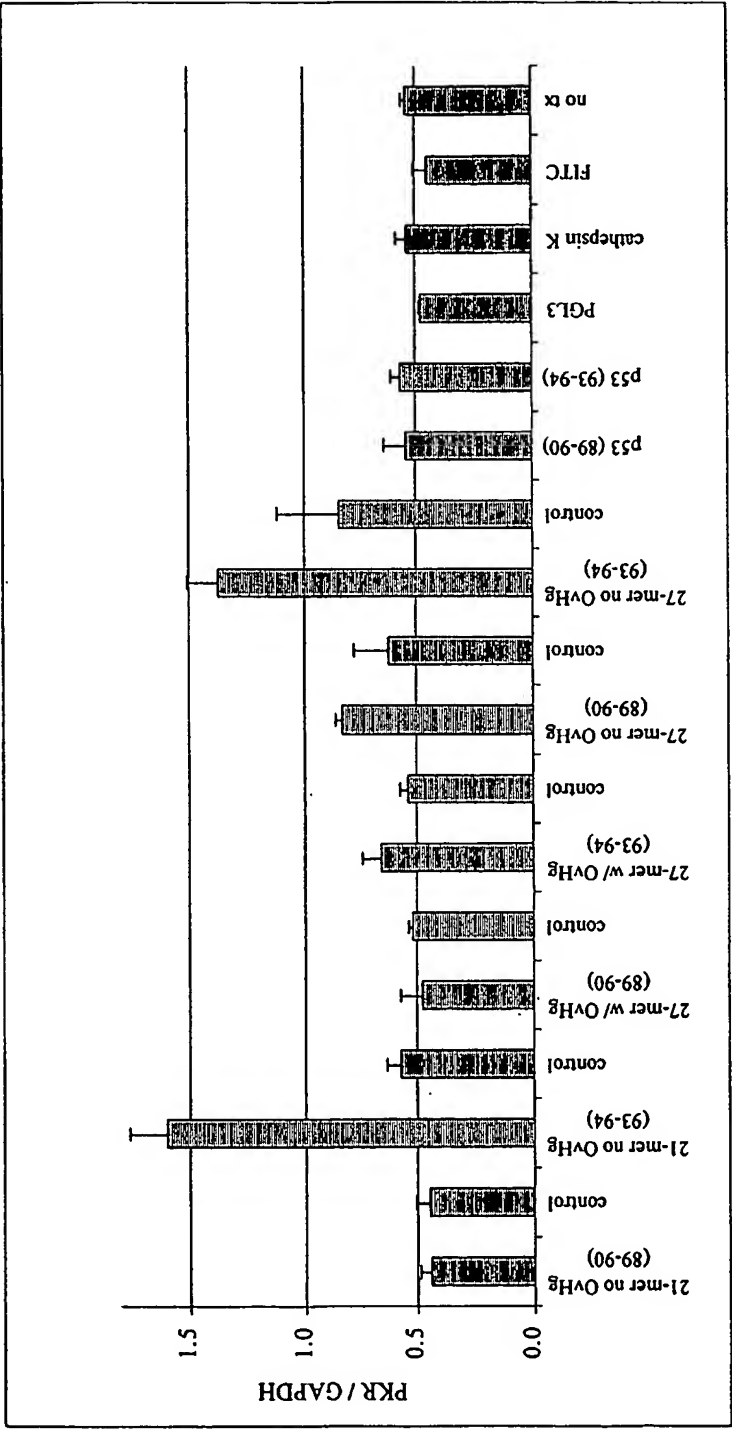 PKR / GAPDH
1.5
1.0
0.5
0.0
21-mer no OvHg
(89-90)
control
21-mer no OvHg
(93-94)
control
27-mer w/ OvHg
(89-90)
control
27-mer w/ OvHg
(93-94)
control
27-mer no OvHg
(89-90)
control
27-mer no OvHg
(93-94)
control
p53 (89-90)
p53 (93-94)
PGL3
cathepsin K
FITC
no tx